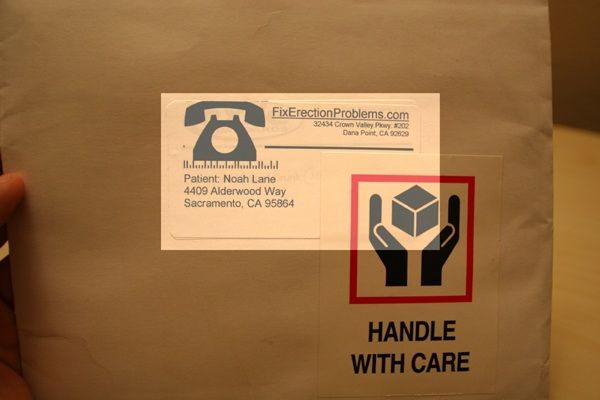 FixErectionProblems.com
32434 Crown Valley Pkwy. #202
Dana Point, CA 92629
Patient: Noah Lane
4409 Alderwood Way
Sacramento, CA 95864
HANDLE
WITH CARE